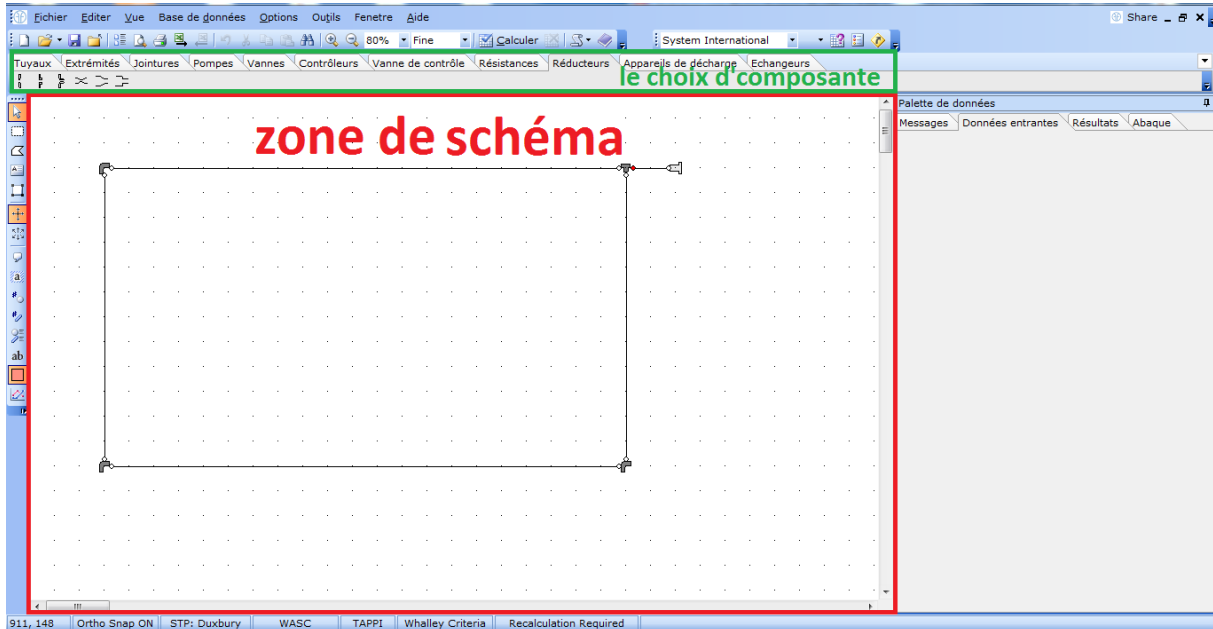 Fichier Editer Vue Base de données Options Outils Fenetre Aide Share
80% Fine Calculer System International
Tuyaux Extrémités Jointures Pompes Vannes Contrôleurs Vanne de contrôle Résistances Réducteurs Appareils de décharge Echangeurs
le choix d'composante
Palette de données
Messages Données entrantes Résultats Abaque
zone de schéma
A
a
#
#
ab
911, 148 Ortho Snap ON STP: Duxbury WASC TAPPI Whalley Criteria Recalculation Required